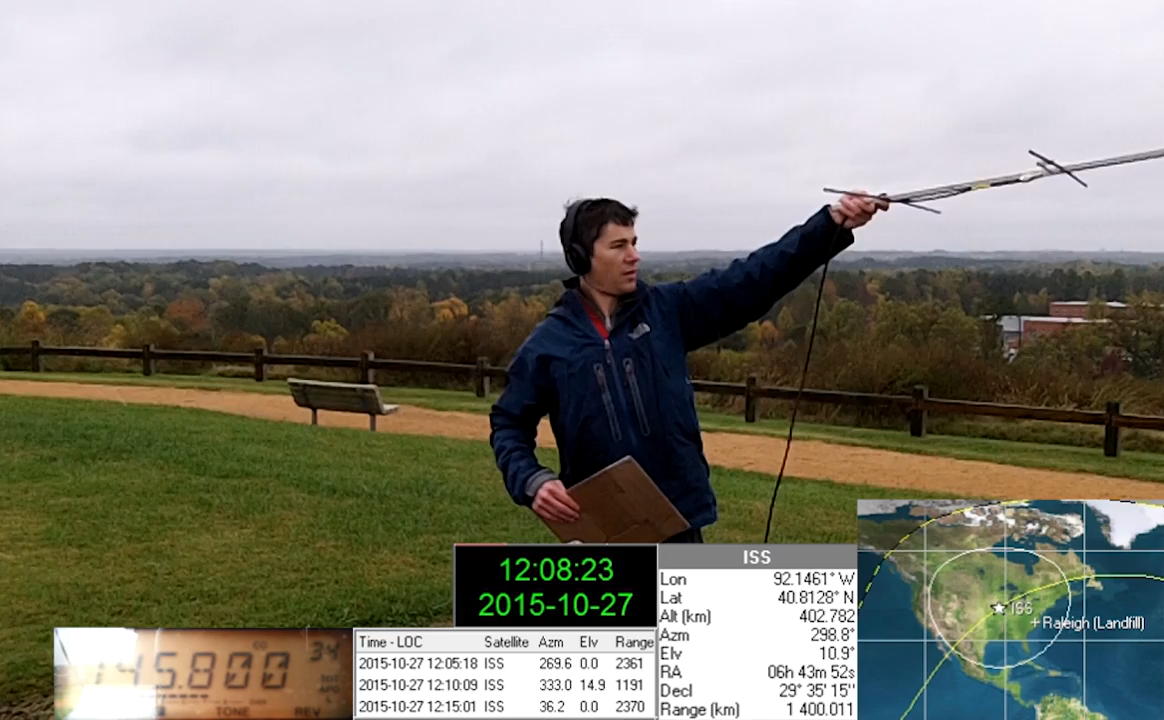 12:08:23
2015-10-27
ISS
Lon 92.1461° W
Lat 40.8128° N
Alt (km) 402.782
Azm 298.8°
Elv 10.9°
RA 06h 43m 52s
Decl 29° 35' 15"
Range (km) 1 400.011
ISS
+ Raleigh (Landfill)
145.800
34
TONE
REV
Time - LOC Satellite Azm Elv Range
2015-10-27 12:05:18 ISS 269.6 0.0 2361
2015-10-27 12:10:09 ISS 333.0 14.9 1191
2015-10-27 12:15:01 ISS 36.2 0.0 2370